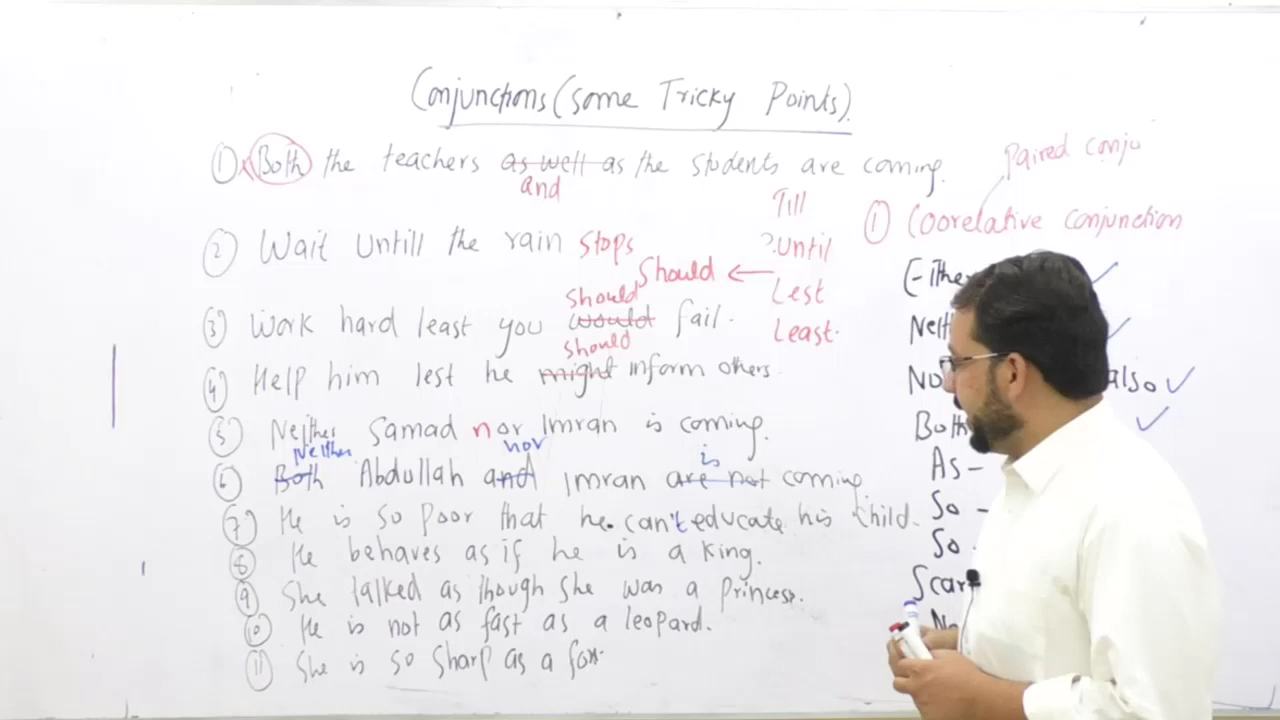 Conjunctions (Some Tricky Points).
① Both the teachers as well as the students are coming.
and
② Wait Untill the rain stops
③ Work hard least you would fail.
should
④ Help him lest he might inform others.
should
⑤ Neither Samad nor Imran is coming.
⑥ Both Abdullah and Imran are not coming.
Neither nor is
⑦ He is so poor that he can't educate his child.
⑧ He behaves as if he is a king.
⑨ She talked as though she was a princess.
⑩ He is not as fast as a leopard.
⑪ She is so sharp as a fox.
Till
Until
Should ← Lest
Least.
Paired conju
① Coorelative conjunction
Both
also
As -
So -
So